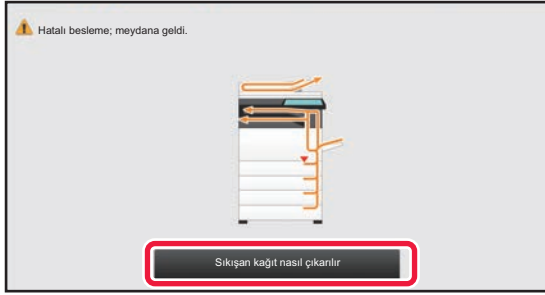 Hatalı besleme; meydana geldi.
Sıkışan kağıt nasıl çıkarılır